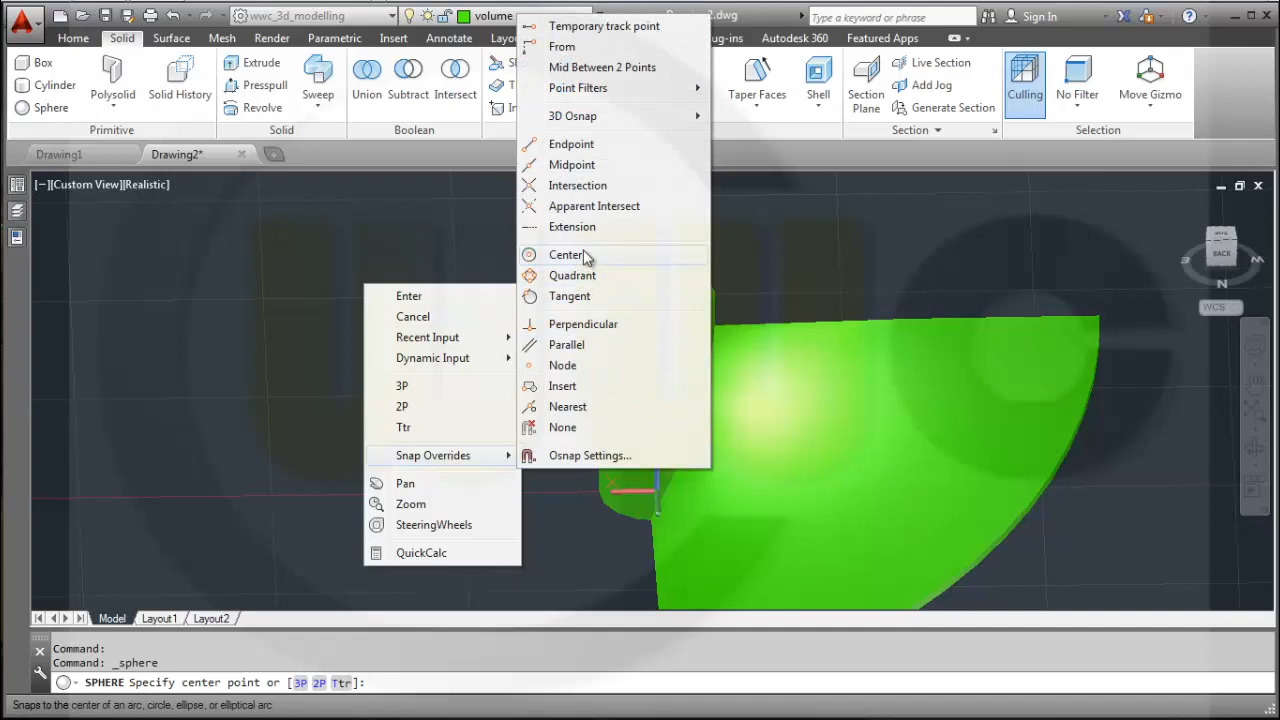 wwc_3d_modelling
volume
.dwg
Type a keyword or phrase
Sign In
Home
Solid
Surface
Mesh
Render
Parametric
Insert
Annotate
Autodesk 360
Featured Apps
Box
Cylinder
Sphere
Polysolid
Solid History
Extrude
Presspull
Revolve
Sweep
Union
Subtract
Intersect
Taper Faces
Shell
Section
Plane
Live Section
Add Jog
Generate Section
Culling
No Filter
Move Gizmo
Primitive
Solid
Boolean
Section
Selection
Drawing1
Drawing2*
[−][Custom View][Realistic]
Temporary track point
From
Mid Between 2 Points
Point Filters
3D Osnap
Endpoint
Midpoint
Intersection
Apparent Intersect
Extension
Center
Quadrant
Tangent
Perpendicular
Parallel
Node
Insert
Nearest
None
Osnap Settings...
Enter
Cancel
Recent Input
Dynamic Input
3P
2P
Ttr
Snap Overrides
Pan
Zoom
SteeringWheels
QuickCalc
BACK
N
WCS
X
Model
Layout1
Layout2
Command:
Command: _sphere
SPHERE Specify center point or [3P 2P Ttr]:
Snaps to the center of an arc, circle, ellipse, or elliptical arc